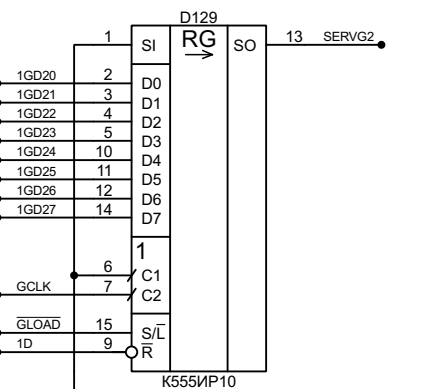 D129
1 SI RG SO 13 SERVG2
1GD20 2 D0
1GD21 3 D1
1GD22 4 D2
1GD23 5 D3
1GD24 10 D4
1GD25 11 D5
1GD26 12 D6
1GD27 14 D7
1
6 C1
GCLK 7 C2
G̅L̅O̅A̅D̅ 15 S/L̅
1D 9 R̅
К555ИР10